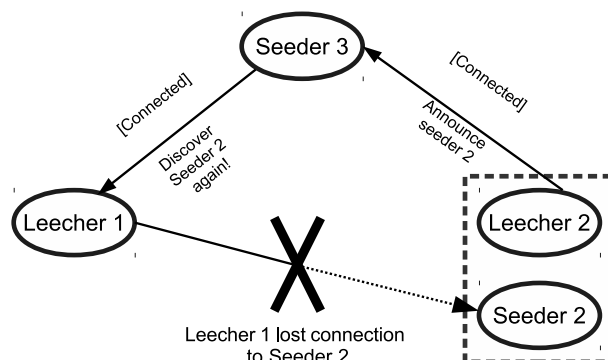 Seeder 3
[Connected]
[Connected]
Discover
Seeder 2
again!
Announce
seeder 2
Leecher 1
Leecher 2
Seeder 2
Leecher 1 lost connection
to Seeder 2